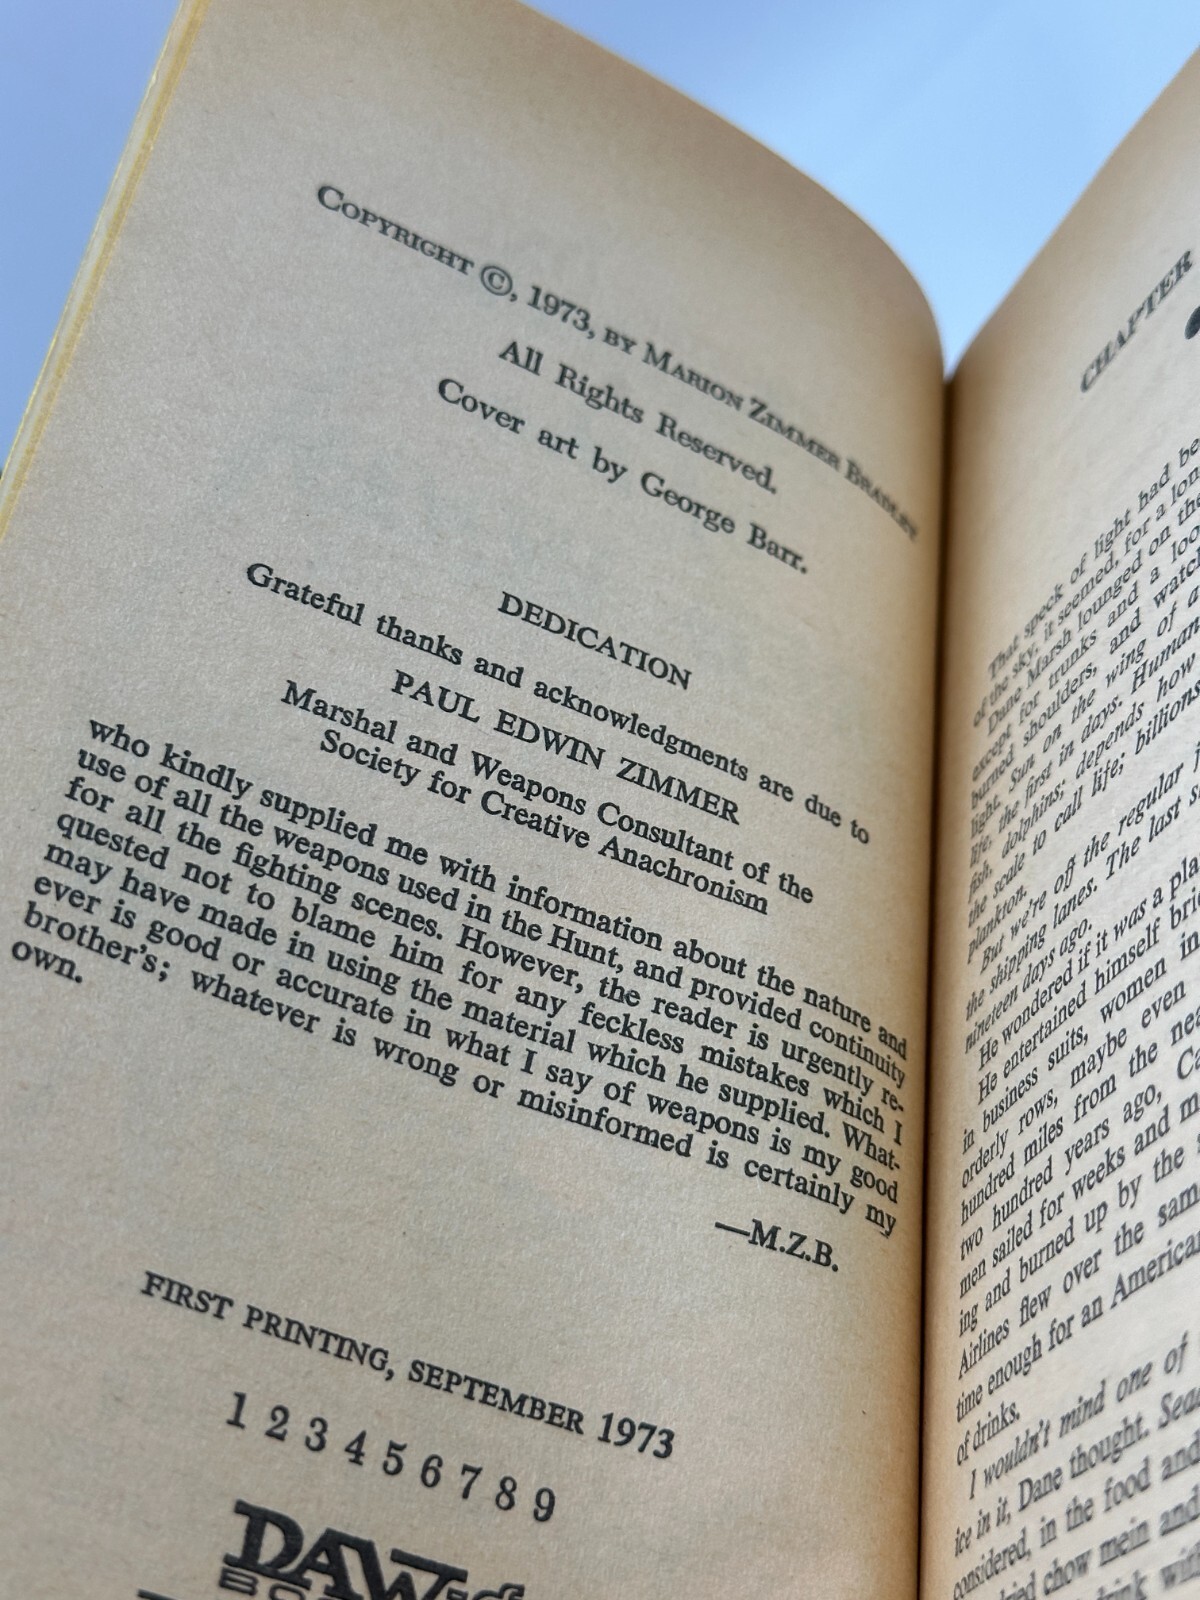 COPYRIGHT ©, 1973, BY MARION ZIMMER BRADLEY
All Rights Reserved.
Cover art by George Barr.
DEDICATION
Grateful thanks and acknowledgments are due to
PAUL EDWIN ZIMMER
Marshal and Weapons Consultant of the
Society for Creative Anachronism
who kindly supplied me with information about the nature and
use of all the weapons used in the Hunt, and provided continuity
for all the fighting scenes. However, the reader is urgently re-
quested not to blame him for any feckless mistakes which I
may have made in using the material which he supplied. What-
ever is good or accurate in what I say of weapons is my good
brother's; whatever is wrong or misinformed is certainly my
own.
—M.Z.B.
FIRST PRINTING, SEPTEMBER 1973
1 2 3 4 5 6 7 8 9
DAW sf
CHAPTER
That speck of light had be
of the sky, it seemed, for a lon
Dane Marsh lounged on the
except for trunks and a loo
burned shoulders, and watch
light. Sun on the wing of a
life, the first in days. Human
fish, dolphins; depends how
the scale to call life; billions
plankton.
But we're off the regular
the shipping lanes. The last
nineteen days ago.
He wondered if it was a pla
He entertained himself brie
in business suits, women in
orderly rows, maybe even
hundred miles from the nea
two hundred years ago, Ca
men sailed for weeks and m
ing and burned up by the
Airlines flew over the sam
time enough for an American
of drinks.
I wouldn't mind one of
ice in it, Dane thought. Seas
considered, in the food and
dried chow mein and
drink with